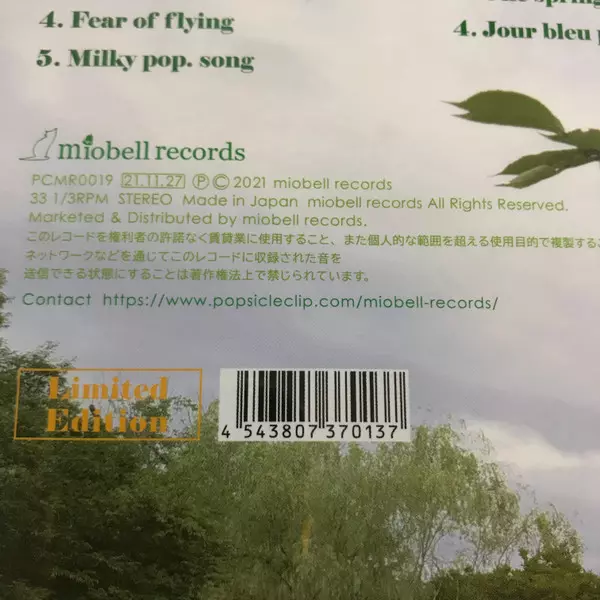 4. Fear of flying
4. Jour bleu
5. Milky pop. song
miobell records
PCMR0019 21.11.27 Ⓟ © 2021 miobell records
33 1/3RPM STEREO Made in Japan miobell records All Rights Reserved.
Marketed & Distributed by miobell records.
このレコードを権利者の許諾なく賃貸業に使用すること、また個人的な範囲を超える使用目的で複製する
ネットワークなどを通じてこのレコードに収録された音を
送信できる状態にすることは著作権法上で禁じられています。
Contact https://www.popsicleclip.com/miobell-records/
Limited
Edition
4 543807 370137